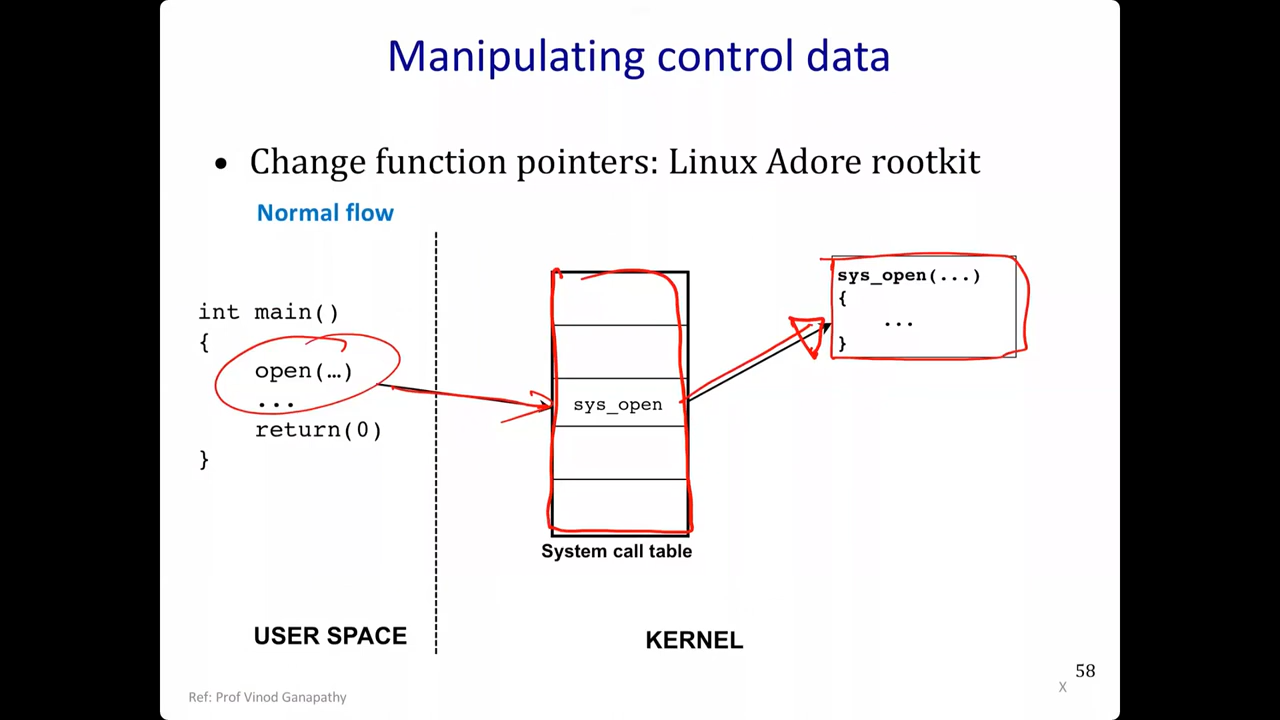 Manipulating control data
• Change function pointers: Linux Adore rootkit
Normal flow
int main()
{
open(…)
...
return(0)
}
sys_open
System call table
sys_open(...)
{
...
}
USER SPACE
KERNEL
58
X
Ref: Prof Vinod Ganapathy